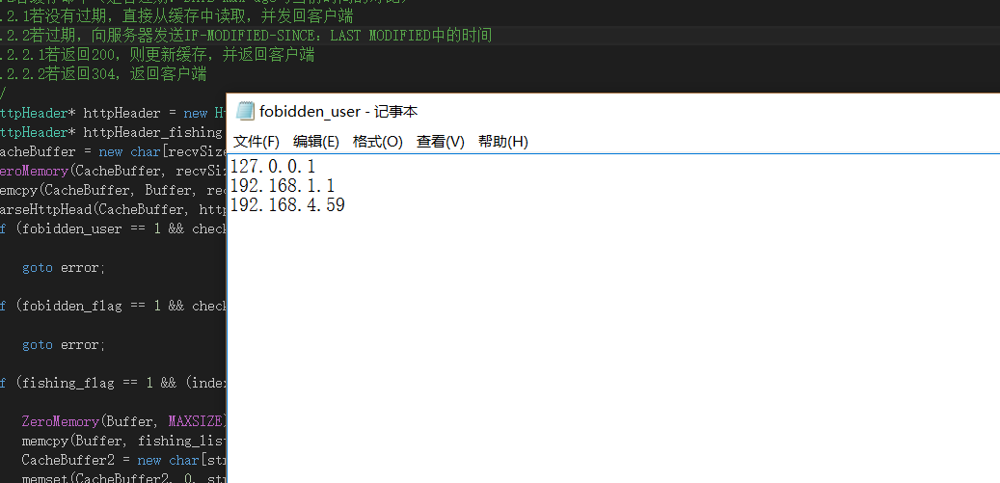 .2.1若没有过期，直接从缓存中读取，并发回客户端
.2.2若过期，向服务器发送IF-MODIFIED-SINCE：LAST MODIFIED中的时间
.2.2.1若返回200，则更新缓存，并返回客户端
.2.2.2若返回304，返回客户端
/
ttpHeader* httpHeader = new H
ttpHeader* httpHeader_fishing
acheBuffer = new char[recvSize
eroMemory(CacheBuffer, recvSi
emcpy(CacheBuffer, Buffer, rec
arseHttpHead(CacheBuffer, http
f (fobidden_user == 1 && check
goto error;
f (fobidden_flag == 1 && check
goto error;
f (fishing_flag == 1 && (index
ZeroMemory(Buffer, MAXSIZE)
memcpy(Buffer, fishing_list
CacheBuffer2 = new char[str
memset(CacheBuffer2, 0, str
fobidden_user - 记事本
文件(F) 编辑(E) 格式(O) 查看(V) 帮助(H)
127.0.0.1
192.168.1.1
192.168.4.59